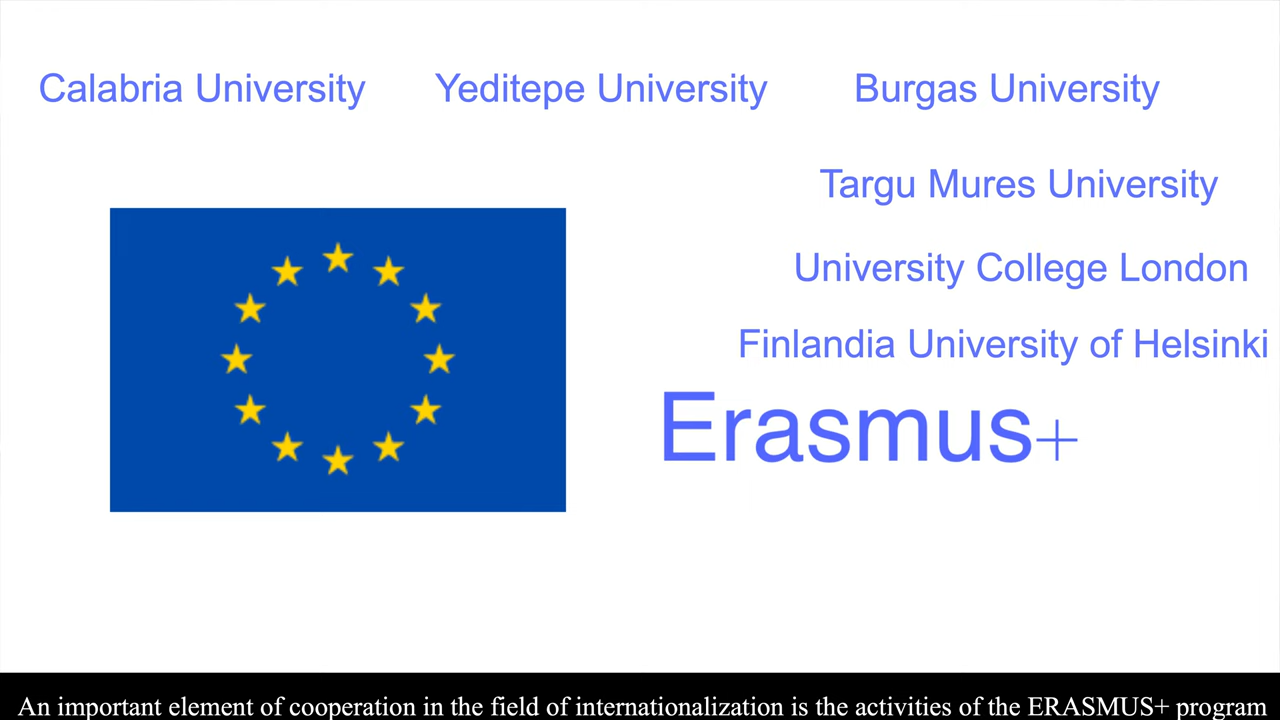 Calabria University
Yeditepe University
Burgas University
Targu Mures University
University College London
Finlandia University of Helsinki
Erasmus+
An important element of cooperation in the field of internationalization is the activities of the ERASMUS+ program